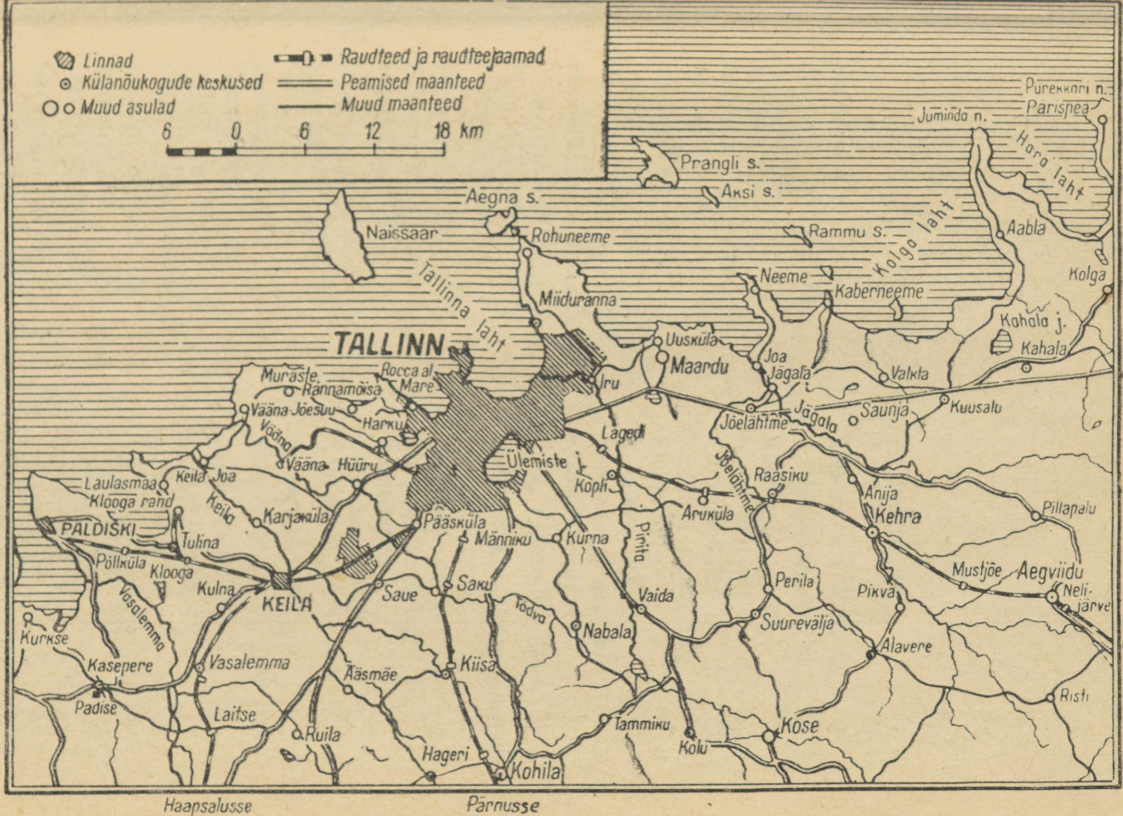 Linnad
Külanõukogude keskused
Muud asulad
Raudteed ja raudteejaamad
Peamised maanteed
Muud maanteed
6 0 6 12 18 km
Purekkari n.
Pärispea
Juminda n.
Hara laht
Prangli s.
Aksi s.
Aegna s.
Naissaar
Rohuneeme
Rammu s.
Kolga laht
Aabla
Kolga
Tallinna laht
Neeme
Kaberneeme
Miiduranna
Kahala j.
Kahala
TALLINN
Uusküla
Maardu
Rocca al
Mare
Iru
Joa
Jägala
Valkla
Muraste
Rannamõisa
Vääna Jõesuu
Harku
Jõelähtme
Jägala
Saunja
Kuusalu
Vääna
Vääna
Hüüru
Lagedi
Ülemiste j.
Kopli
Jõelähtme
Raasiku
Laulasmaa
Keila Joa
Klooga rand
Keila
Karjaküla
Aruküla
Anija
Kehra
Pillapalu
PALDISKI
Tulina
Pääsküla
Männiku
Kurna
Pirita
Põllküla
Klooga
Kulna
KEILA
Saue
Saku
Vaida
Perila
Pikva
Mustjõe
Aegviidu
Neli-
järve
Vasalemma
Kurkse
Tödva
Nabala
Suurevälja
Alavere
Kasepere
Vasalemma
Ääsmäe
Kiisa
Padise
Laitse
Ruila
Tammiku
Kolu
Kose
Risti
Hageri
Kohila
Haapsalusse
Pärnusse